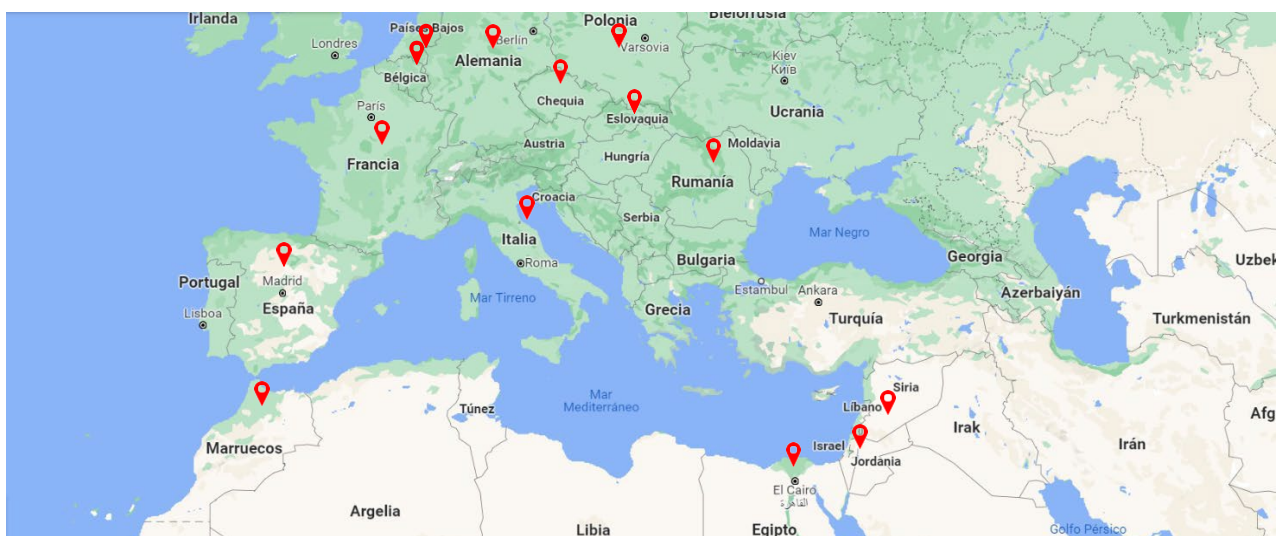 Irlanda
Países Bajos
Polonia
Bielorrusia
Londres
Berlín
Varsovia
Alemania
Kiev
Київ
Bélgica
París
Chequia
Ucrania
Eslovaquia
Austria
Moldavia
Francia
Hungría
Rumanía
Croacia
Serbia
Italia
Mar Negro
Roma
Bulgaria
Georgia
Uzbek
Portugal
Madrid
España
Estambul
Ankara
Azerbaiyán
Mar Tirreno
Grecia
Lisboa
Turquía
Turkmenistán
Siria
Mar
Mediterráneo
Túnez
Líbano
Afg
Irak
Marruecos
Israel
Irán
Jordania
El Cairo
القاهرة
Argelia
Libia
Egipto
Golfo Pérsico